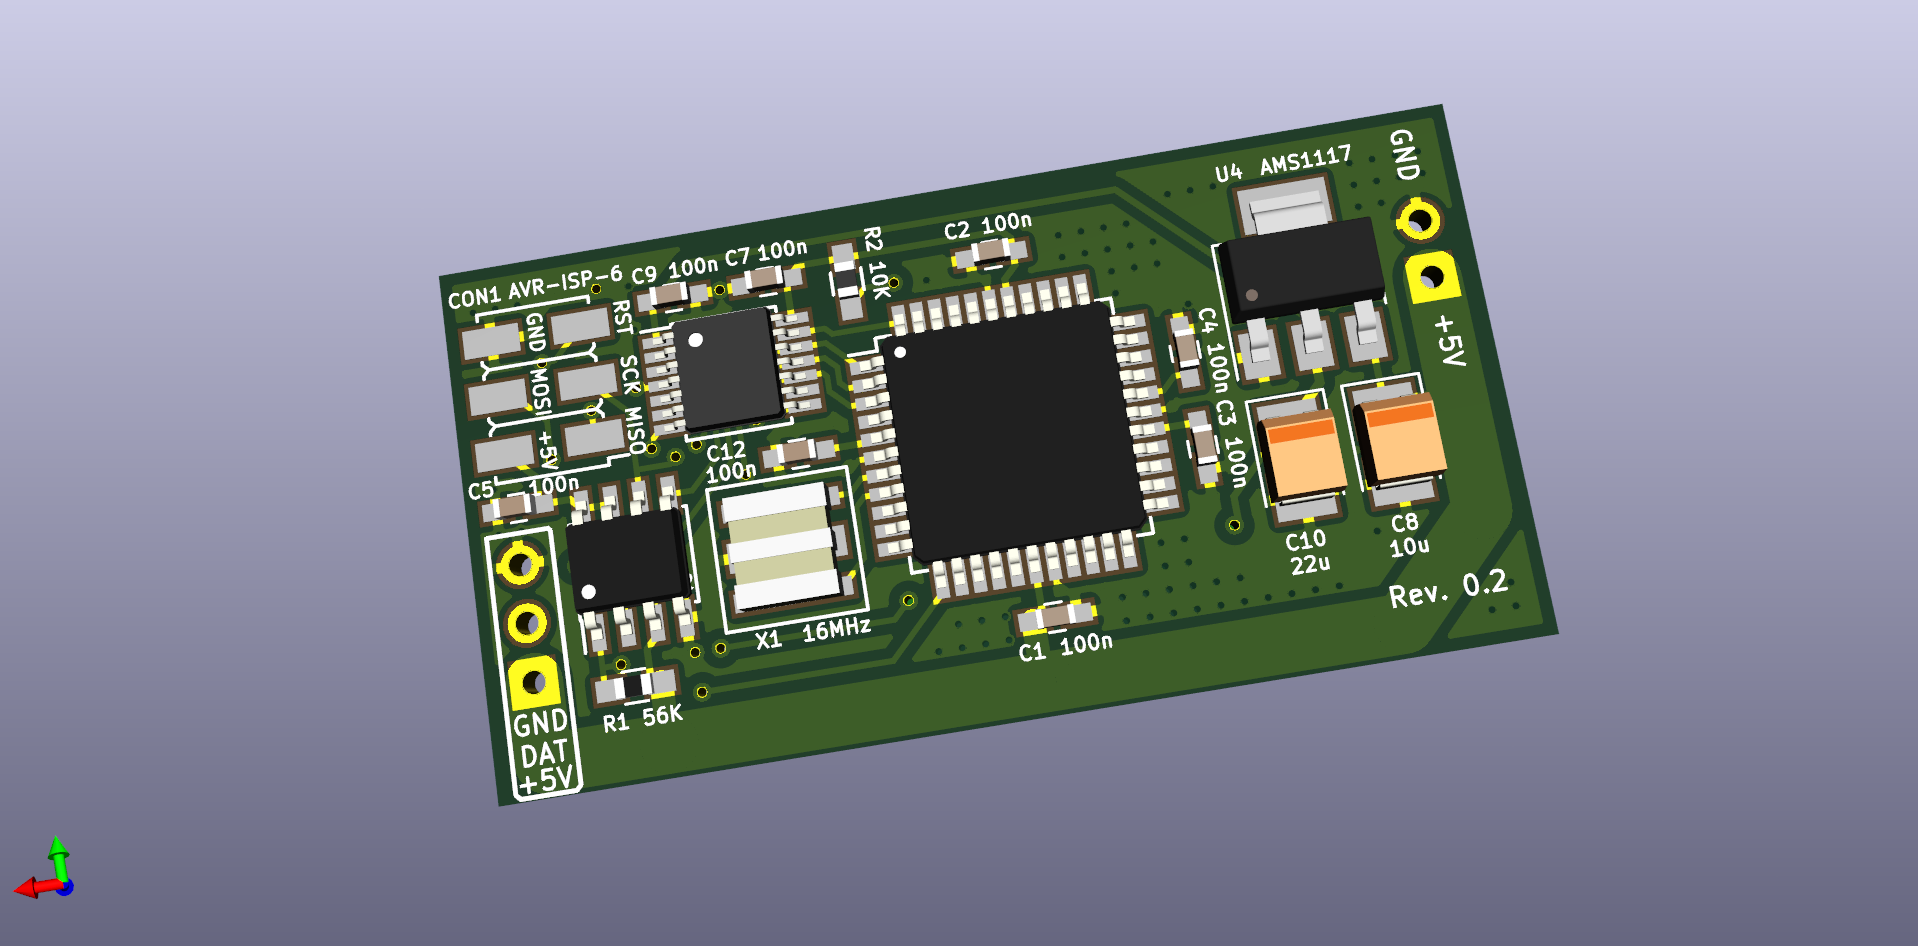 GND
U4 AMS1117
+5V
C2 100n
R2 10K
C7 100n
C9 100n
CON1 AVR-ISP-6
GND
RST
MOSI
SCK
+5V
MISO
C4 100n
C3 100n
C12
100n
C5 100n
C10
22u
C8
10u
Rev. 0.2
X1 16MHz
C1 100n
R1 56K
GND
DAT
+5V